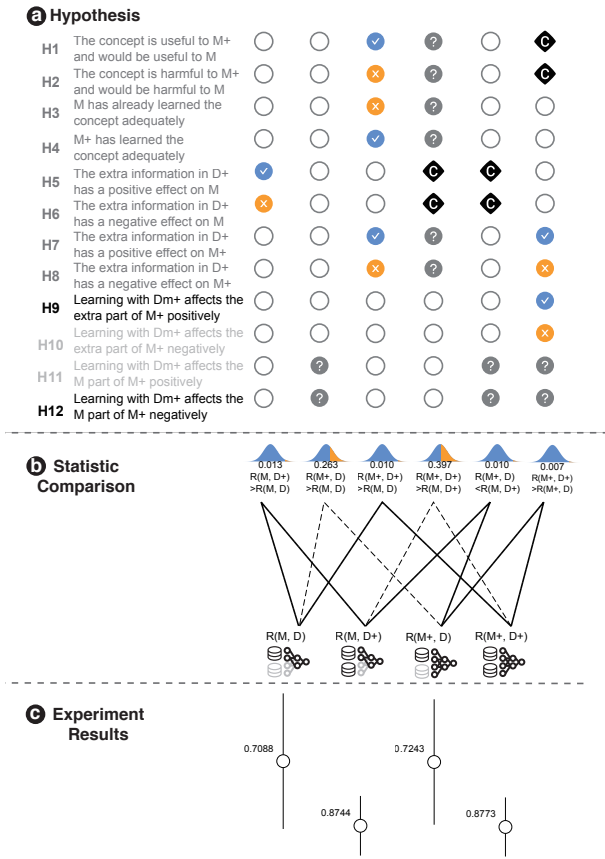 a Hypothesis
H1 The concept is useful to M+
and would be useful to M
? C
H2 The concept is harmful to M+
and would be harmful to M
? C
H3 M has already learned the
concept adequately
?
H4 M+ has learned the
concept adequately
?
H5 The extra information in D+
has a positive effect on M
C C
H6 The extra information in D+
has a negative effect on M
C C
H7 The extra information in D+
has a positive effect on M+
?
H8 The extra information in D+
has a negative effect on M+
?
H9 Learning with Dm+ affects the
extra part of M+ positively
H10 Learning with Dm+ affects the
extra part of M+ negatively
H11 Learning with Dm+ affects the
M part of M+ positively
? ? ?
H12 Learning with Dm+ affects the
M part of M+ negatively
? ? ?
b Statistic
Comparison
0.013 0.263 0.010 0.397 0.010 0.007
R(M, D+) R(M+, D) R(M+, D+) R(M+, D+) R(M+, D) R(M+, D+)
>R(M, D) >R(M, D) >R(M, D) >R(M, D+) <R(M, D+) >R(M+, D)
R(M, D) R(M, D+) R(M+, D) R(M+, D+)
c Experiment
Results
0.7088 0.7243
0.8744 0.8773